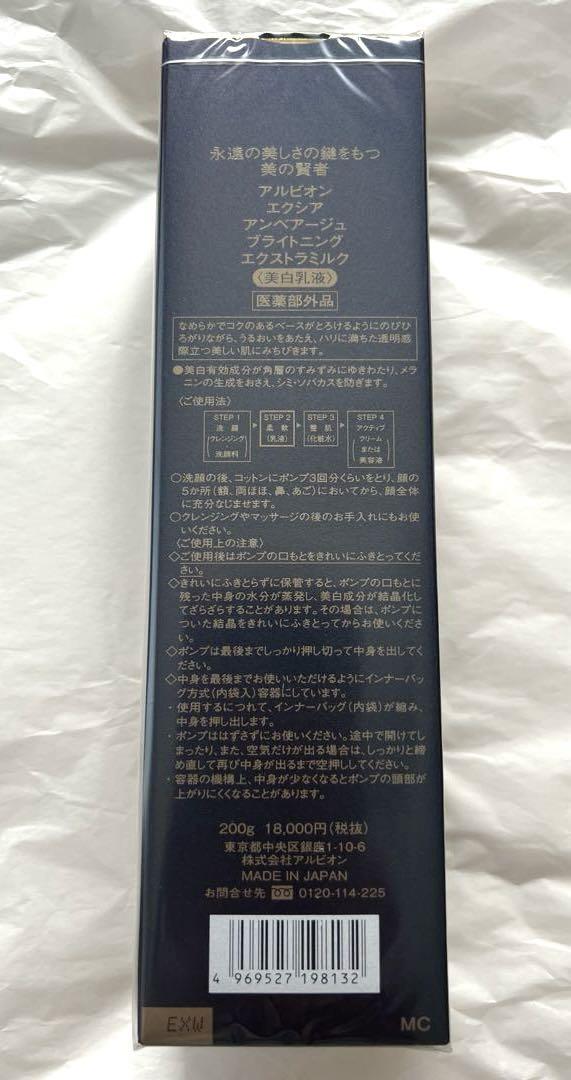 永遠の美しさの鍵をもつ
美の賢者
アルビオン
エクシア
アンベアージュ
ブライトニング
エクストラミルク
〈美白乳液〉
医薬部外品
なめらかでコクのあるベースがとろけるようにのびひ
ろがりながら、うるおいをあたえ、ハリに満ちた透明感
際立つ美しい肌にみちびきます。
●美白有効成分が角層のすみずみにゆきわたり、メラ
ニンの生成をおさえ、シミ・ソバカスを防ぎます。
〈ご使用法〉
STEP 1
洗顔
(クレンジング)
洗顔料
STEP 2
柔軟
(乳液)
STEP 3
整肌
(化粧水)
STEP 4
アクティブ
クリーム
または
美容液
○洗顔の後、コットンにポンプ3回分くらいをとり、顔の
5か所(額、両ほほ、鼻、あご)においてから、顔全体
に充分なじませます。
○クレンジングやマッサージの後のお手入れにもお使
いください。
〈ご使用上の注意〉
◇ご使用後はポンプの口もとをきれいにふきとってくだ
さい。
◇きれいにふきとらずに保管すると、ポンプの口もとに
残った中身の水分が蒸発し、美白成分が結晶化し
てざらざらすることがあります。その場合は、ポンプに
ついた結晶をきれいにふきとってからお使いくださ
い。
◇ポンプは最後までしっかり押し切って中身を出してく
ださい。
◇中身を最後までお使いいただけるようにインナーバッ
グ方式(内袋入)容器にしています。
・使用するにつれて、インナーバッグ(内袋)が縮み、
中身を押し出します。
・ポンプははずさずにお使いください。途中で開けてし
まったり、また、空気だけが出る場合は、しっかりと締
め直して再び中身が出るまで空押ししてください。
・容器の機構上、中身が少なくなるとポンプの頭部が
上がりにくくなることがあります。
200g 18,000円(税抜)
東京都中央区銀座1-10-6
株式会社アルビオン
MADE IN JAPAN
お問合せ先 0120-114-225
4 969527 198132
EXW
MC